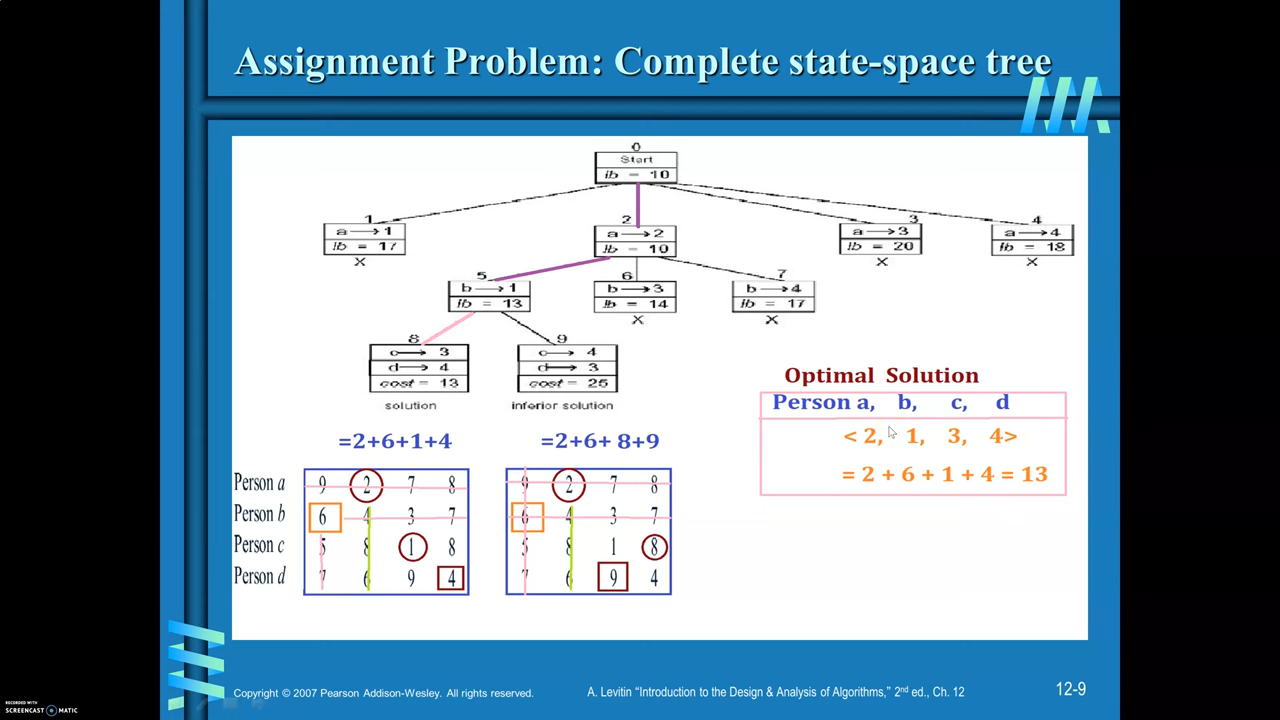 Assignment Problem: Complete state-space tree
0
Start
lb = 10
1
a → 1
lb = 17
X
2
a → 2
lb = 10
3
a → 3
lb = 20
X
4
a → 4
lb = 18
X
5
b → 1
lb = 13
6
b → 3
lb = 14
X
7
b → 4
lb = 17
X
8
c → 3
d → 4
cost = 13
solution
9
c → 4
d → 3
cost = 25
inferior solution
Optimal Solution
Person a, b, c, d
< 2, 1, 3, 4>
= 2 + 6 + 1 + 4 = 13
=2+6+1+4
=2+6+ 8+9
Person a 9 2 7 8
Person b 6 4 3 7
Person c 5 8 1 8
Person d 7 6 9 4
9 2 7 8
6 4 3 7
5 8 1 8
7 6 9 4
Copyright © 2007 Pearson Addison-Wesley. All rights reserved.
A. Levitin "Introduction to the Design & Analysis of Algorithms," 2nd ed., Ch. 12
12-9
RECORDED WITH
SCREENCAST MATIC